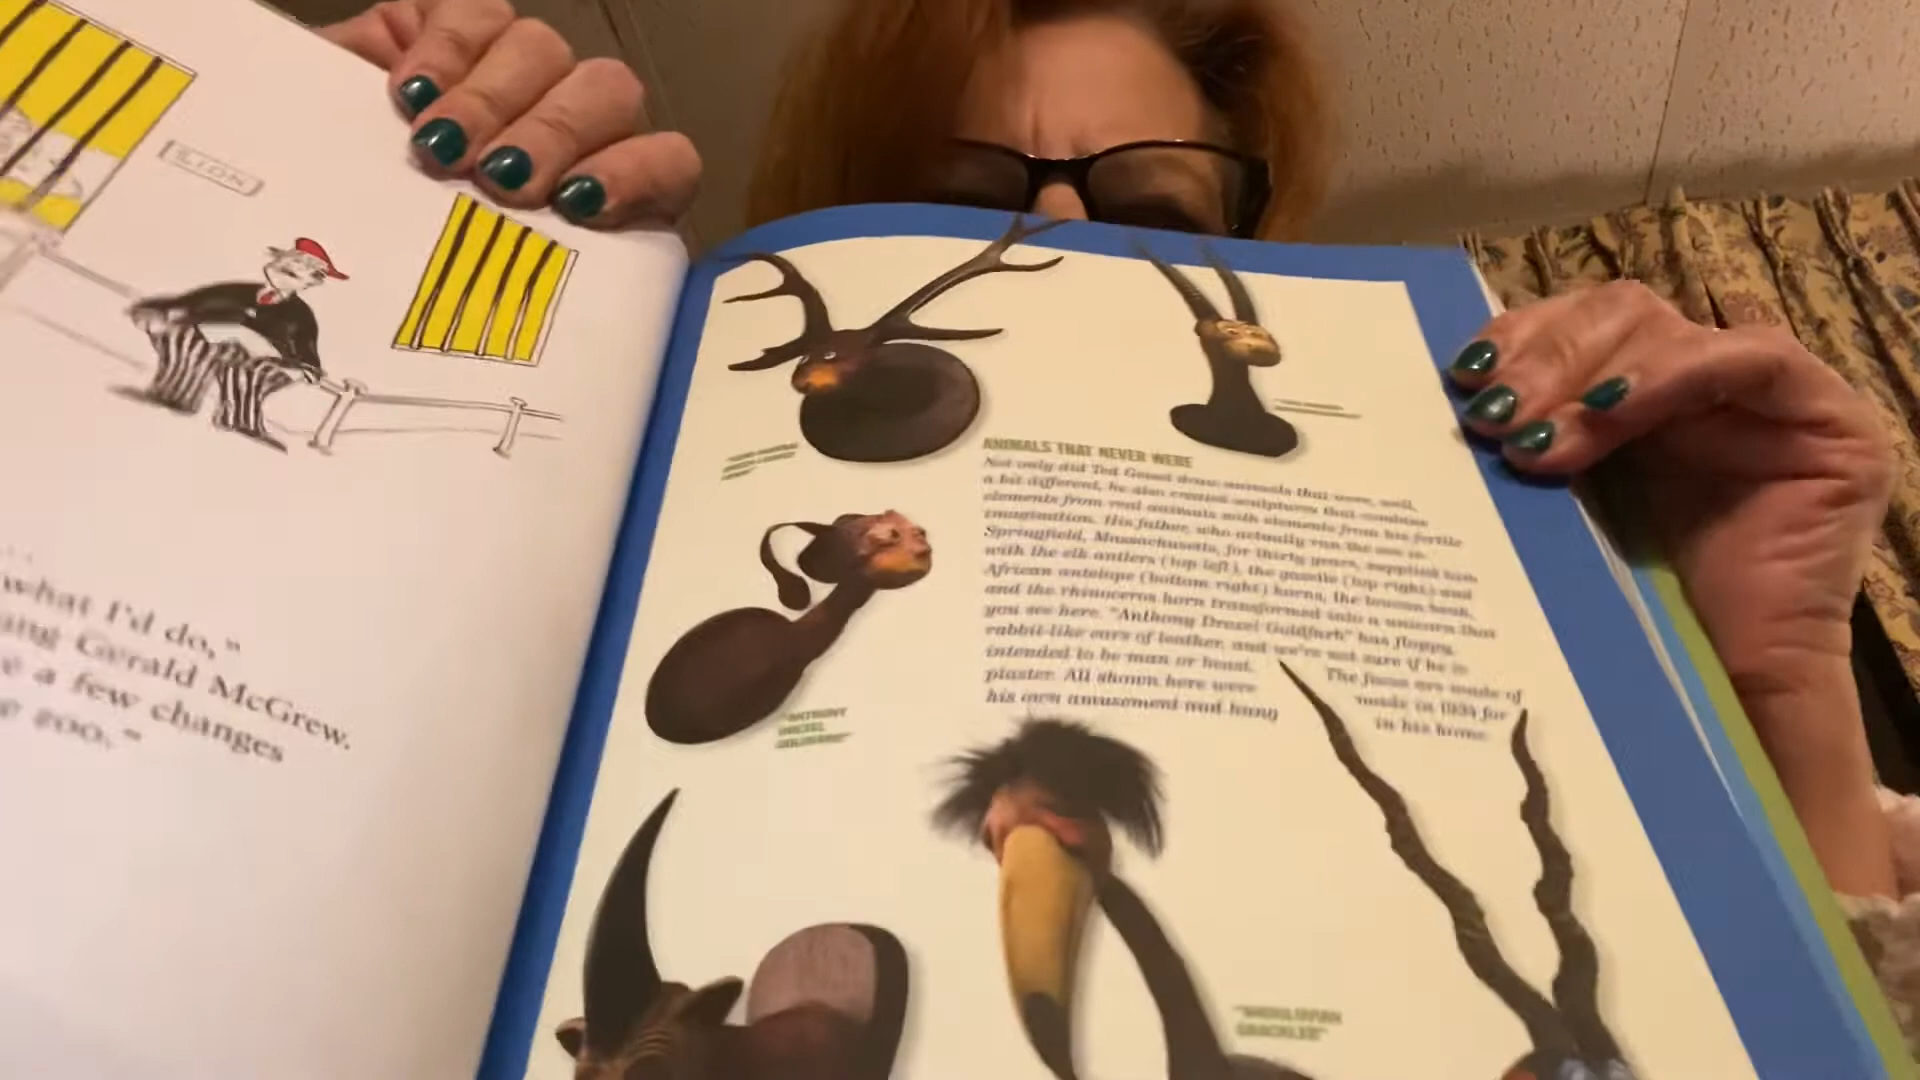 LION
what I'd do,"
Gerald McGrew.
a few changes
zoo."
ANIMALS THAT NEVER WERE
Not only did Ted Geisel draw animals that were, well,
a bit different, he also created sculptures that combine
elements from real animals with elements from his fertile
imagination. His father, who actually ran the zoo in
Springfield, Massachusetts, for thirty years, supplied him
with the elk antlers (top left), the gazelle (top right) and
African antelope (bottom right) horns, the toucan beak,
and the rhinoceros horn transformed into a unicorn that
you see here. "Anthony Drexel Goldfarb" has floppy,
rabbit-like ears of leather, and we're not sure if he is
intended to be man or beast. The faces are made of
plaster. All shown here were made in 1934 for
his own amusement and hung in his home.
"ANTHONY
DREXEL
GOLDFARB"
"ANDULOVIAN
GRACKLER"